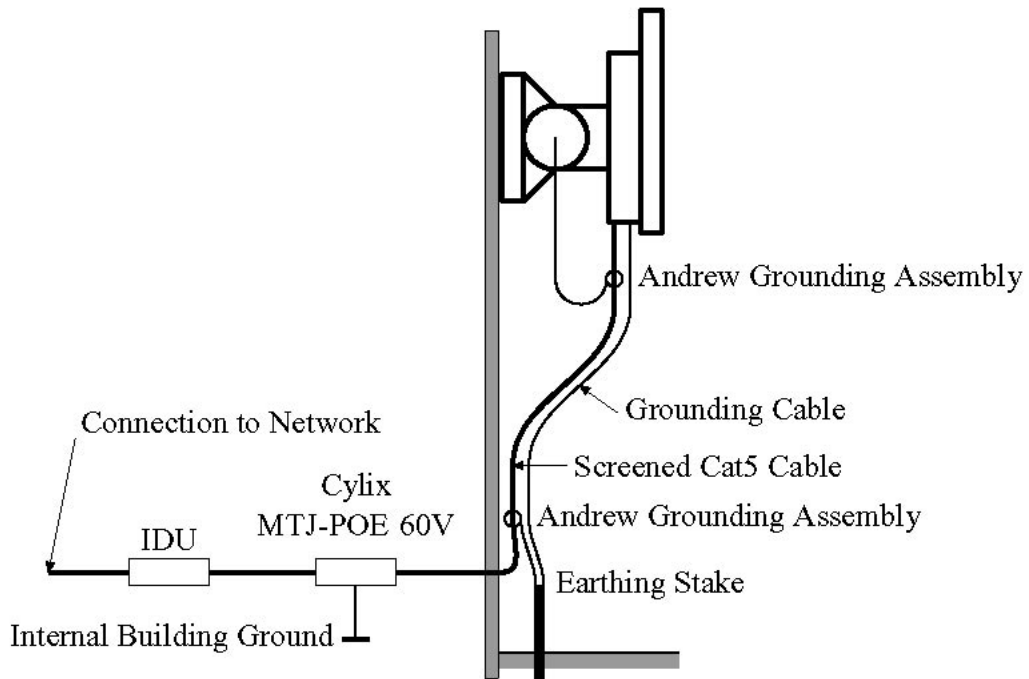 Andrew Grounding Assembly
Grounding Cable
Connection to Network
Screened Cat5 Cable
Cylix
MTJ-POE 60V
Andrew Grounding Assembly
IDU
Earthing Stake
Internal Building Ground